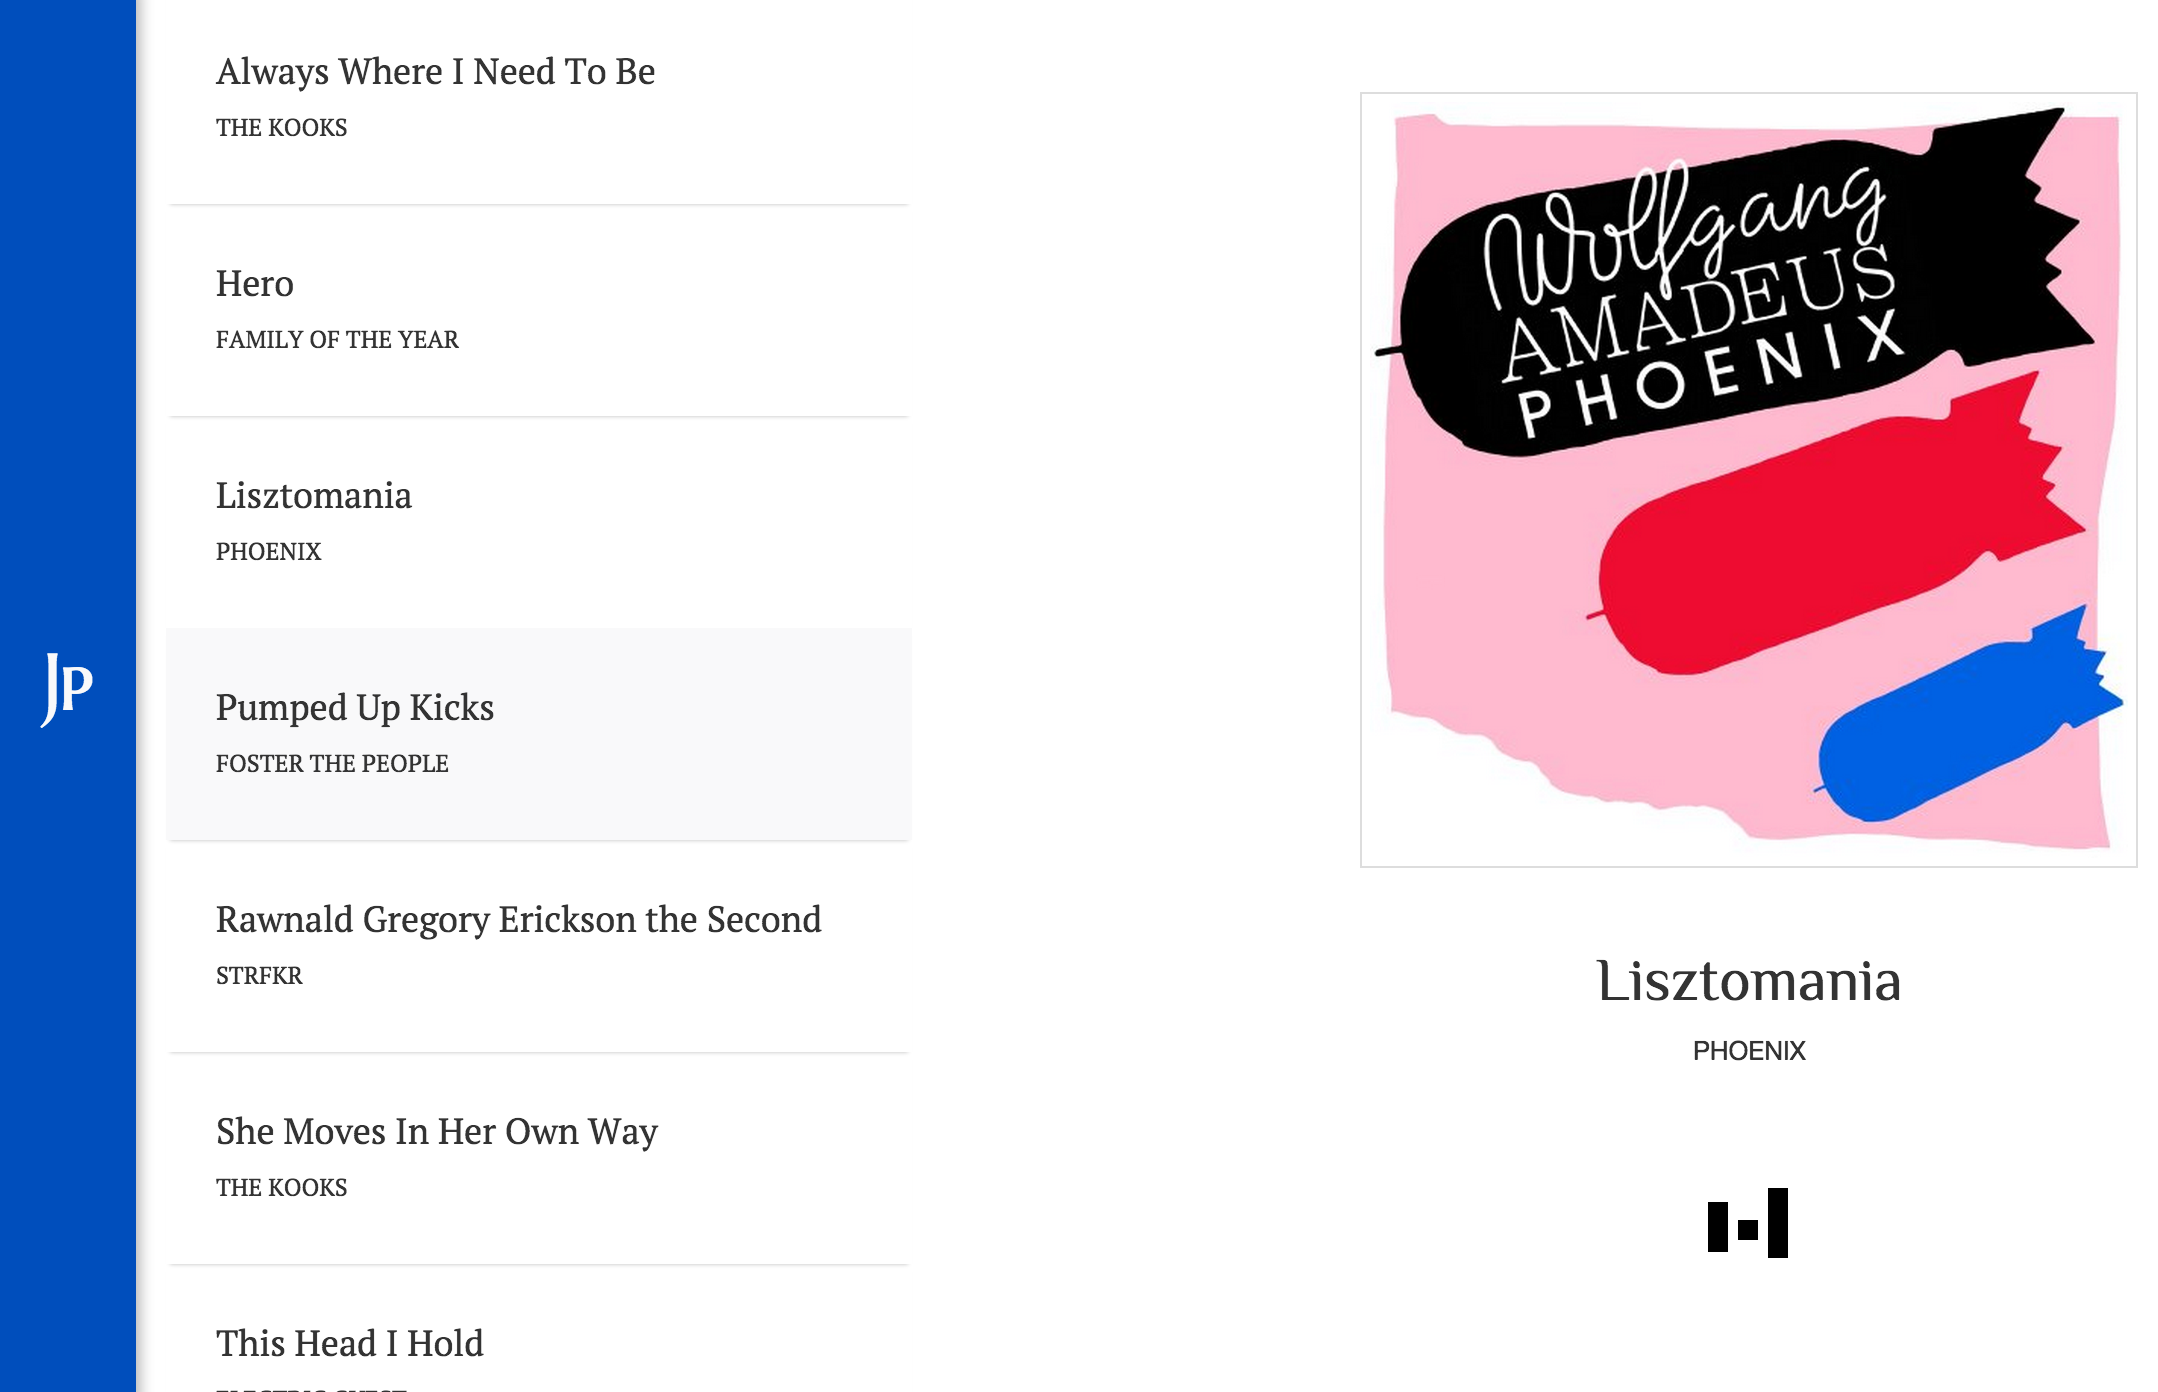 JP
Always Where I Need To Be
THE KOOKS
Hero
FAMILY OF THE YEAR
Lisztomania
PHOENIX
Pumped Up Kicks
FOSTER THE PEOPLE
Rawnald Gregory Erickson the Second
STRFKR
She Moves In Her Own Way
THE KOOKS
This Head I Hold
Wolfgang
AMADEUS
PHOENIX
Lisztomania
PHOENIX